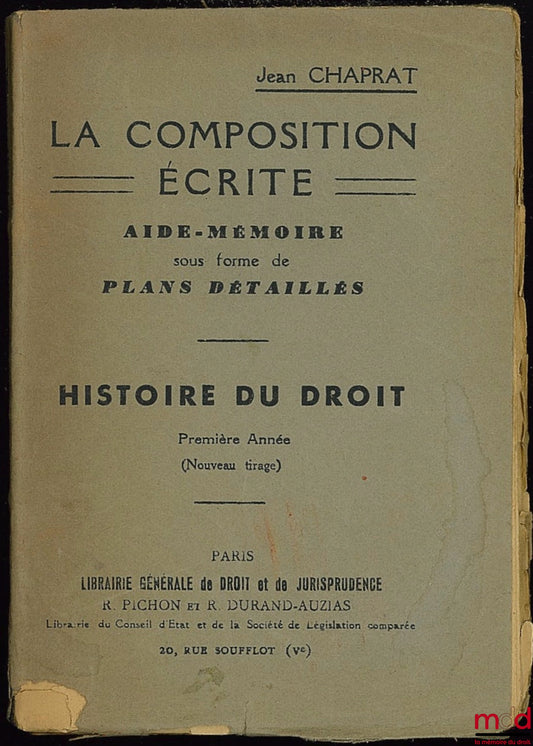 Jean CHAPRAT
LA COMPOSITION
ÉCRITE
AIDE-MÉMOIRE
sous forme de
PLANS DÉTAILLÉS
HISTOIRE DU DROIT
Première Année
(Nouveau tirage)
PARIS
LIBRAIRIE GÉNÉRALE de DROIT et de JURISPRUDENCE
R. PICHON ET R. DURAND-AUZIAS
Librairie du Conseil d'Etat et de la Société de Législation comparée
20, RUE SOUFFLOT (Ve)
mdd
la mémoire du droit